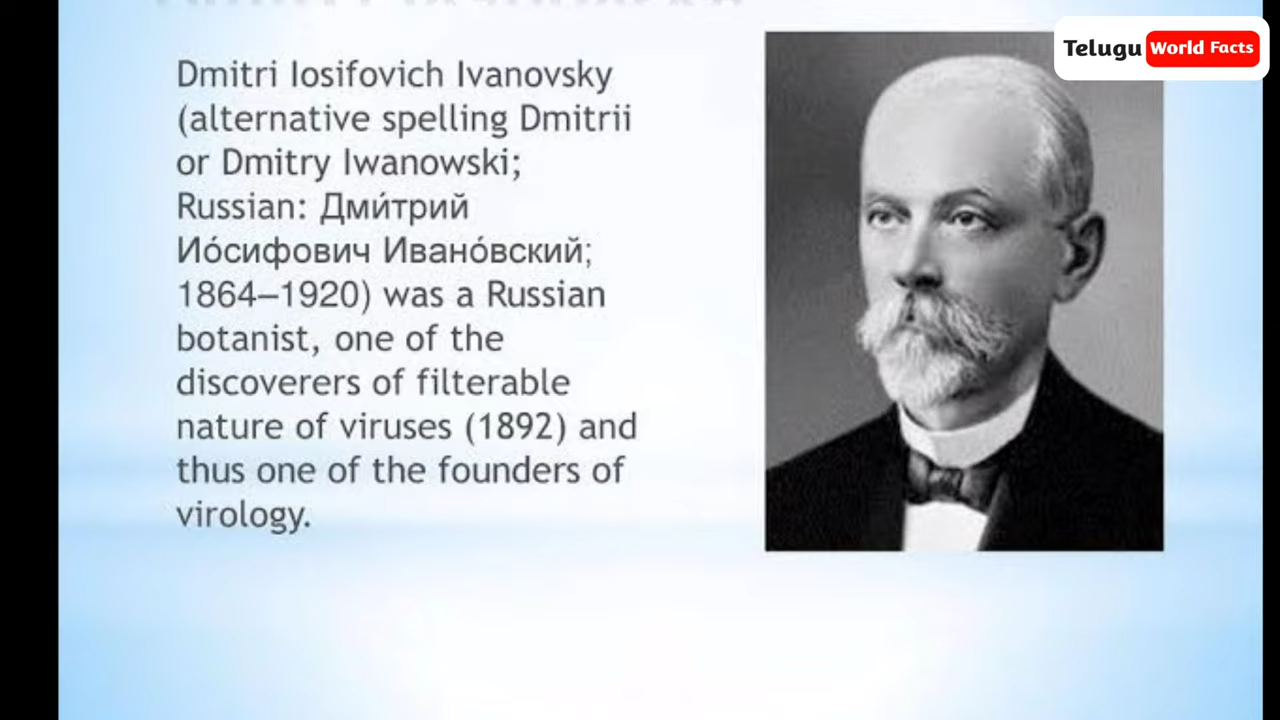 Telugu World Facts
Dmitri Iosifovich Ivanovsky
(alternative spelling Dmitrii
or Dmitry Iwanowski;
Russian: Дми́трий
Ио́сифович Ивано́вский;
1864–1920) was a Russian
botanist, one of the
discoverers of filterable
nature of viruses (1892) and
thus one of the founders of
virology.